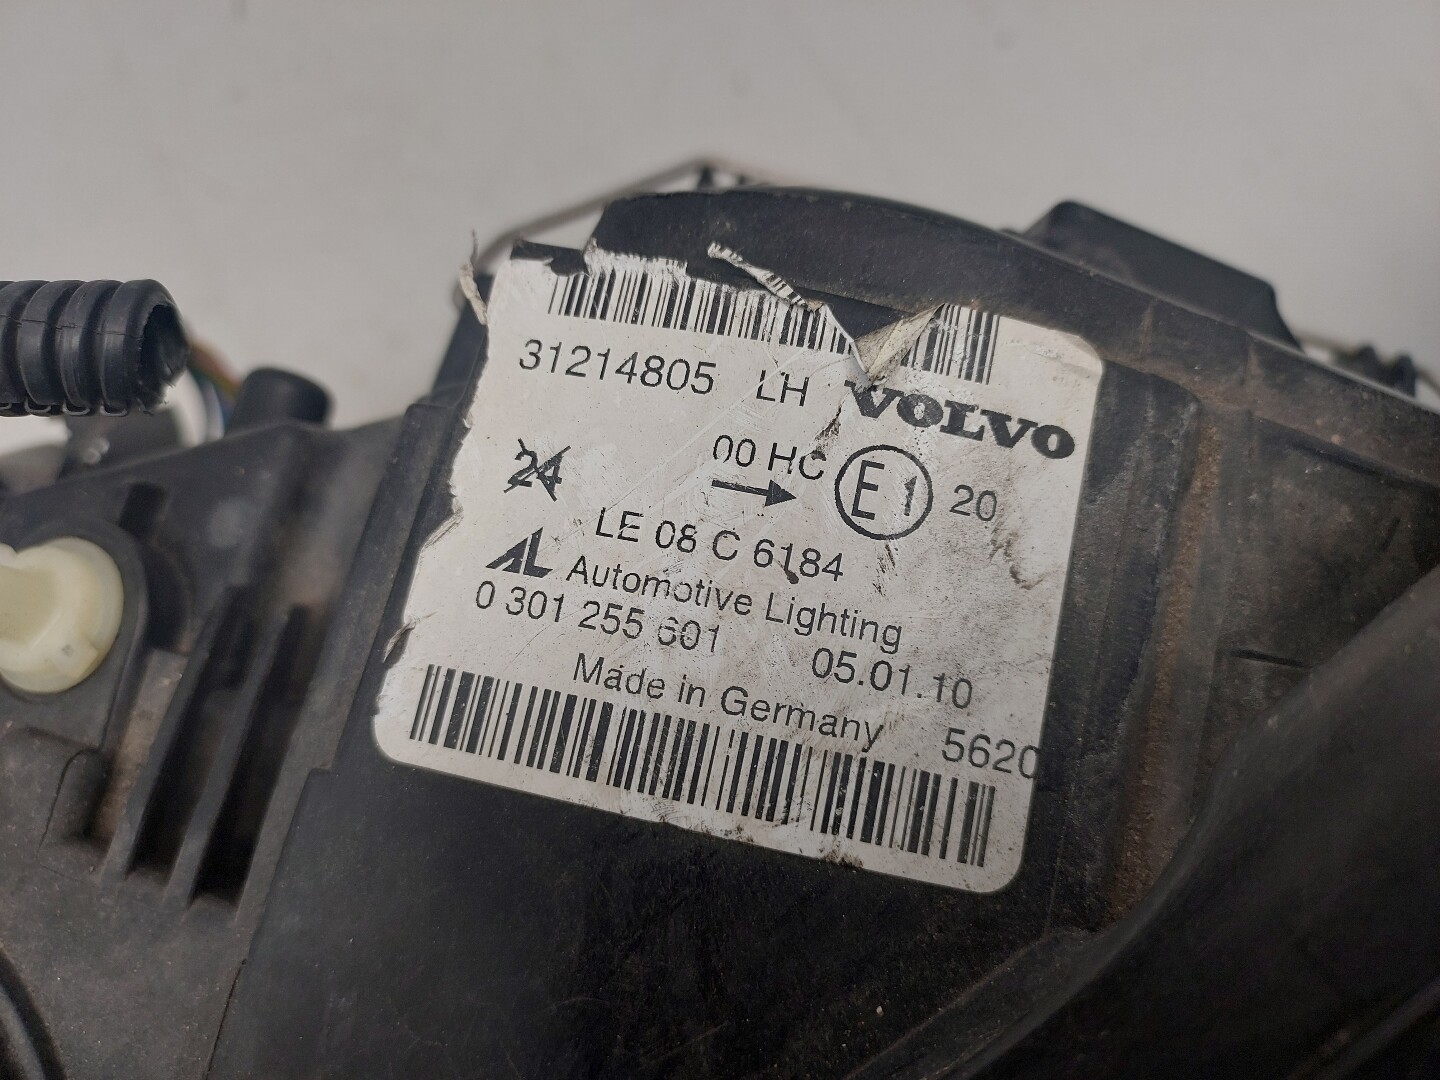 31214805 LH VOLVO
24 00 HC E1 20
LE 08 C 6184
AL Automotive Lighting
0 301 255 601 05.01.10
Made in Germany 5620